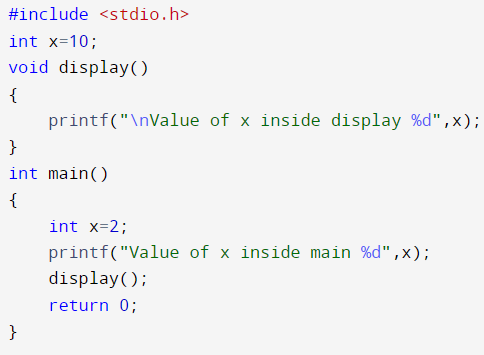 #include <stdio.h>
int x=10;
void display()
{
    printf("\nValue of x inside display %d",x);
}
int main()
{
    int x=2;
    printf("Value of x inside main %d",x);
    display();
    return 0;
}